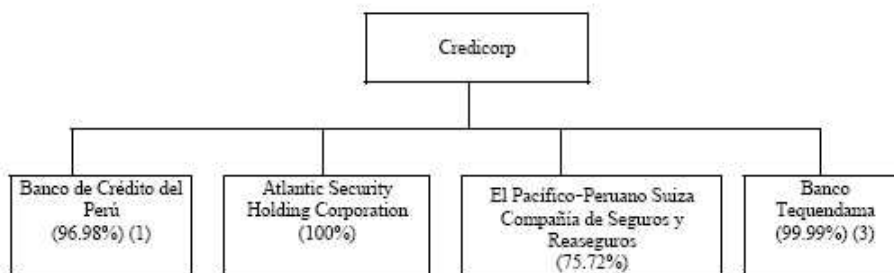 Credicorp
Banco de Crédito del
Perú
(96.98%) (1)
Atlantic Security
Holding Corporation
(100%)
El Pacífico-Peruano Suiza
Compañía de Seguros y
Reaseguros
(75.72%)
Banco
Tequendama
(99.99%) (3)